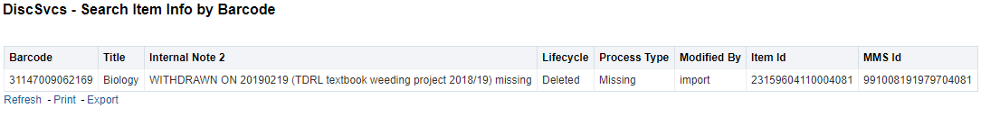 DiscSvcs - Search Item Info by Barcode
Barcode Title Internal Note 2 Lifecycle Process Type Modified By Item Id MMS Id
31147009062169 Biology WITHDRAWN ON 20190219 (TDRL textbook weeding project 2018/19) missing Deleted Missing import 23159604110004081 991008191979704081
Refresh - Print - Export